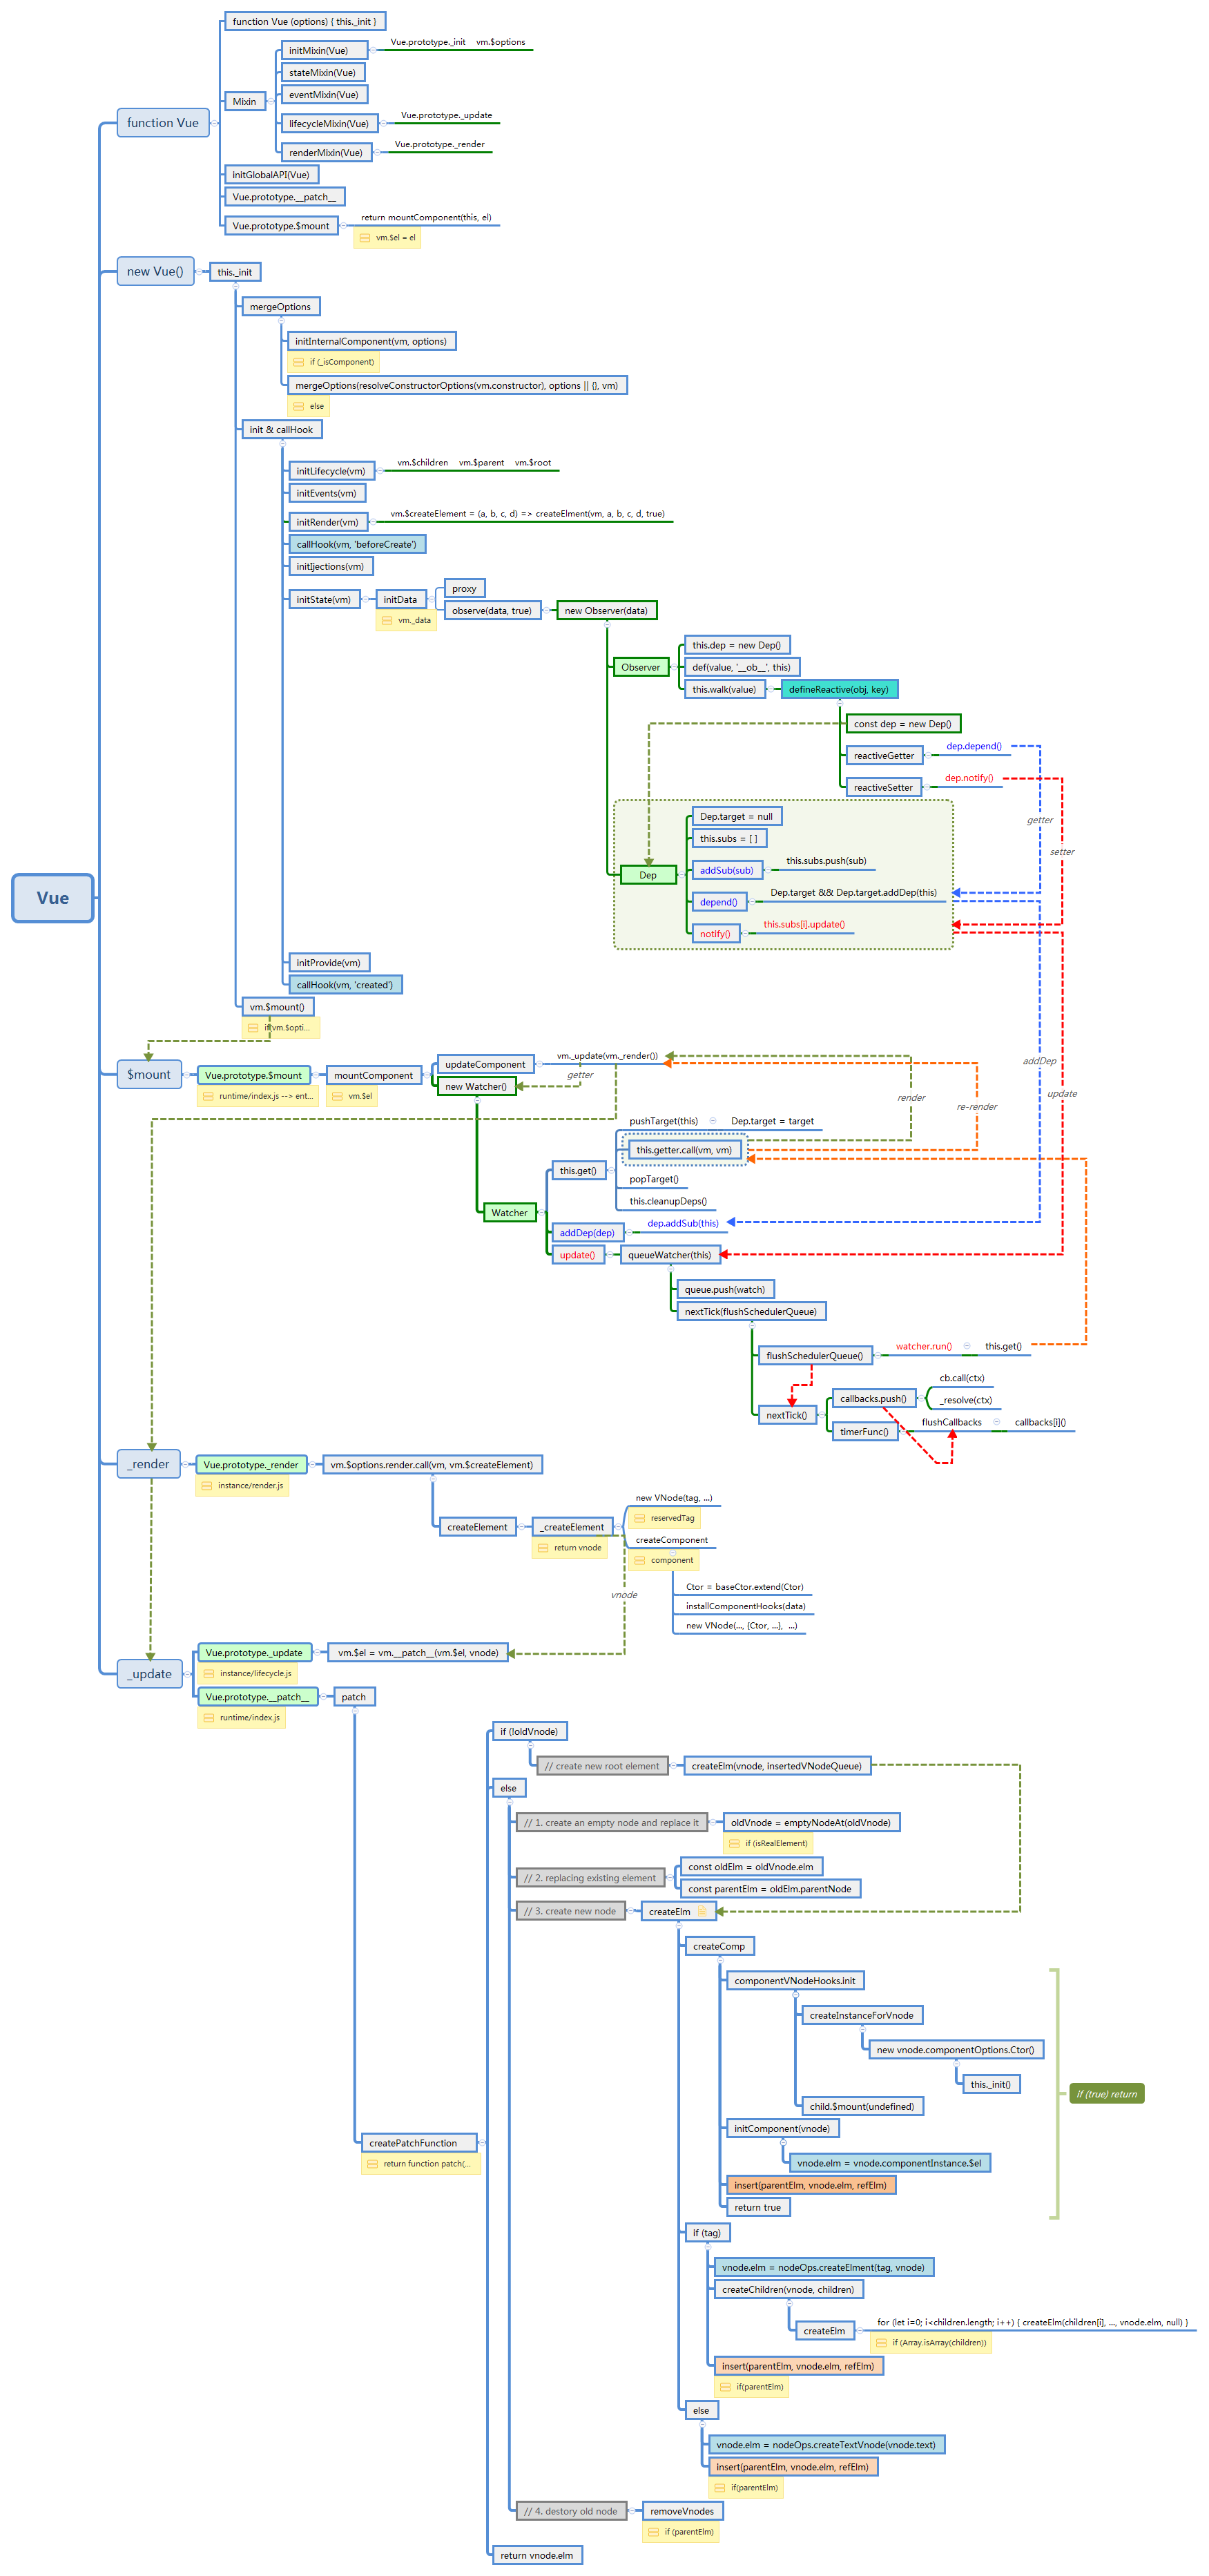 function Vue (options) { this._init }
initMixin(Vue)
Vue.prototype._init vm.$options
stateMixin(Vue)
Mixin
eventMixin(Vue)
function Vue
lifecycleMixin(Vue)
Vue.prototype._update
renderMixin(Vue)
Vue.prototype._render
initGlobalAPI(Vue)
Vue.prototype.__patch__
Vue.prototype.$mount
return mountComponent(this, el)
vm.$el = el
new Vue()
this._init
mergeOptions
initInternalComponent(vm, options)
if (_isComponent)
mergeOptions(resolveConstructorOptions(vm.constructor), options || {}, vm)
else
init & callHook
initLifecycle(vm)
vm.$children vm.$parent vm.$root
initEvents(vm)
initRender(vm)
vm.$createElement = (a, b, c, d) => createElment(vm, a, b, c, d, true)
callHook(vm, 'beforeCreate')
initIjections(vm)
initState(vm)
initData
vm._data
proxy
observe(data, true)
new Observer(data)
Observer
this.dep = new Dep()
def(value, '__ob__', this)
this.walk(value)
defineReactive(obj, key)
const dep = new Dep()
reactiveGetter
dep.depend()
reactiveSetter
dep.notify()
getter
setter
Dep
Dep.target = null
this.subs = [ ]
addSub(sub)
this.subs.push(sub)
depend()
Dep.target && Dep.target.addDep(this)
notify()
this.subs[i].update()
Vue
initProvide(vm)
callHook(vm, 'created')
vm.$mount()
if(vm.$opti...
$mount
Vue.prototype.$mount
runtime/index.js --> ent...
mountComponent
vm.$el
updateComponent
vm._update(vm._render())
getter
new Watcher()
addDep
update
render
re-render
pushTarget(this)
Dep.target = target
this.getter.call(vm, vm)
this.get()
popTarget()
this.cleanupDeps()
Watcher
addDep(dep)
dep.addSub(this)
update()
queueWatcher(this)
queue.push(watch)
nextTick(flushSchedulerQueue)
flushSchedulerQueue()
watcher.run()
this.get()
nextTick()
callbacks.push()
cb.call(ctx)
_resolve(ctx)
timerFunc()
flushCallbacks
callbacks[i]()
_render
Vue.prototype._render
instance/render.js
vm.$options.render.call(vm, vm.$createElement)
createElement
_createElement
return vnode
new VNode(tag, ...)
reservedTag
createComponent
component
Ctor = baseCtor.extend(Ctor)
installComponentHooks(data)
new VNode(..., {Ctor, ...}, ...)
vnode
_update
Vue.prototype._update
instance/lifecycle.js
vm.$el = vm.__patch__(vm.$el, vnode)
Vue.prototype.__patch__
runtime/index.js
patch
if (!oldVnode)
// create new root element
createElm(vnode, insertedVNodeQueue)
else
// 1. create an empty node and replace it
oldVnode = emptyNodeAt(oldVnode)
if (isRealElement)
// 2. replacing existing element
const oldElm = oldVnode.elm
const parentElm = oldElm.parentNode
// 3. create new node
createElm
createComp
componentVNodeHooks.init
createInstanceForVnode
new vnode.componentOptions.Ctor()
this._init()
if (true) return
child.$mount(undefined)
initComponent(vnode)
createPatchFunction
return function patch(...
vnode.elm = vnode.componentInstance.$el
insert(parentElm, vnode.elm, refElm)
return true
if (tag)
vnode.elm = nodeOps.createElment(tag, vnode)
createChildren(vnode, children)
createElm
for (let i=0; i<children.length; i++) { createElm(children[i], ..., vnode.elm, null) }
if (Array.isArray(children))
insert(parentElm, vnode.elm, refElm)
if(parentElm)
else
vnode.elm = nodeOps.createTextVnode(vnode.text)
insert(parentElm, vnode.elm, refElm)
if(parentElm)
// 4. destory old node
removeVnodes
if (parentElm)
return vnode.elm